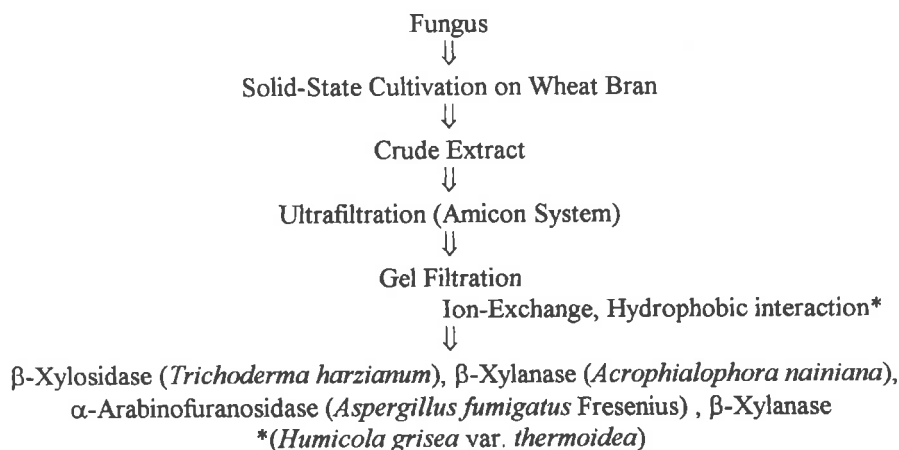 Fungus
⇓
Solid-State Cultivation on Wheat Bran
⇓
Crude Extract
⇓
Ultrafiltration (Amicon System)
⇓
Gel Filtration
Ion-Exchange, Hydrophobic interaction*
⇓
β-Xylosidase (Trichoderma harzianum), β-Xylanase (Acrophialophora nainiana),
α-Arabinofuranosidase (Aspergillus fumigatus Fresenius) , β-Xylanase
*(Humicola grisea var. thermoidea)